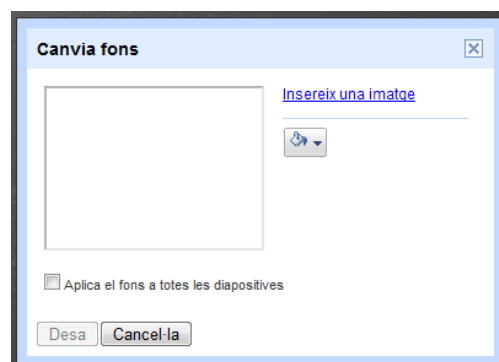 Canvia fons
Insereix una imatge
Aplica el fons a totes les diapositives
Desa
Cancel·la